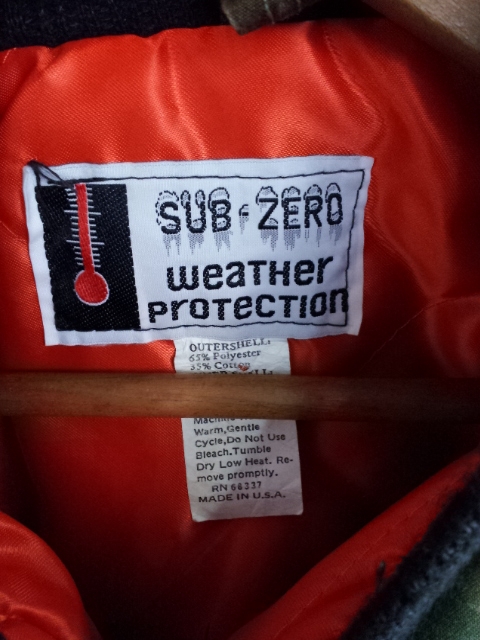 SUB-ZERO
WEATHER
PROTECTION
OUTERSHELL:
65% Polyester
35% Cotton
Warm,Gentle
Cycle,Do Not Use
Bleach.Tumble
Dry Low Heat. Re-
move promptly.
RN 66337
MADE IN U.S.A.